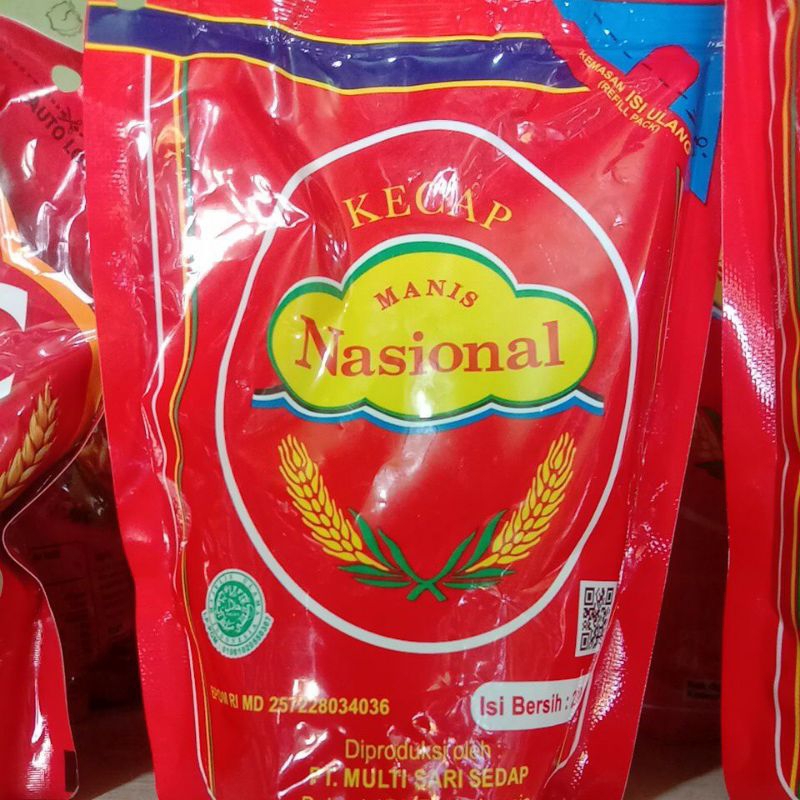 KEMASAN ISI ULANG
(REFILL PACK)
KECAP
MANIS
Nasional
BPOM RI MD 257228034036
Isi Bersih :
Diproduksi oleh
PT. MULTI SARI SEDAP
AUTO